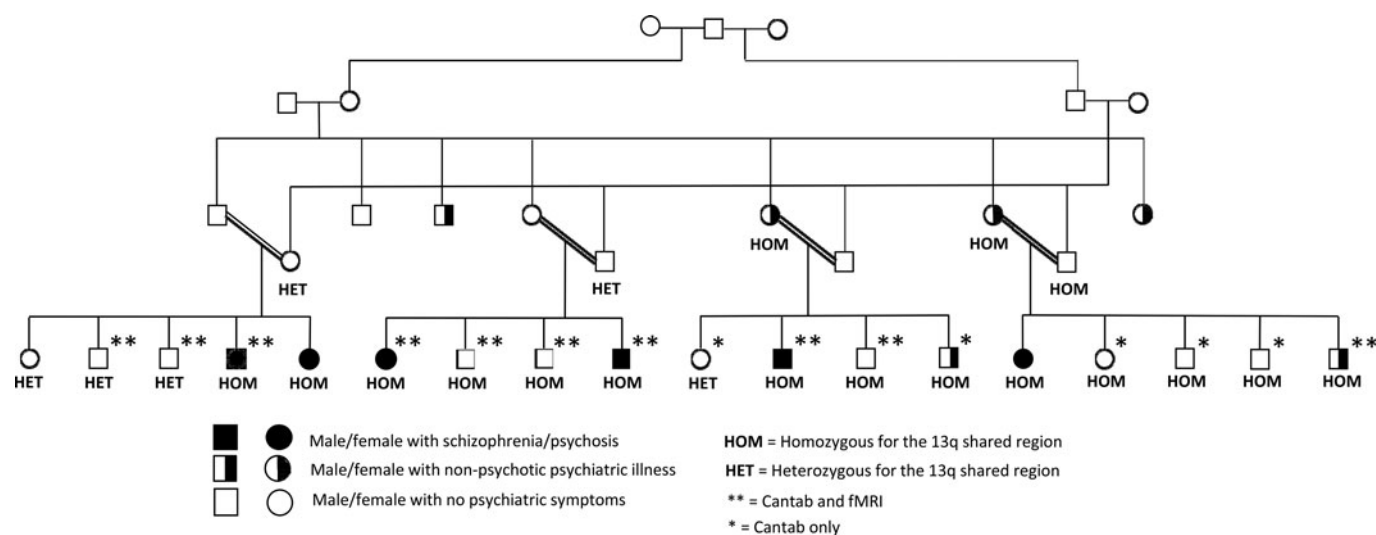 HOM HOM
HET HET HOM
** ** ** ** ** ** ** * ** ** * * * * **
HET HET HET HOM HOM HOM HOM HOM HOM HET HOM HOM HOM HOM HOM HOM HOM HOM
Male/female with schizophrenia/psychosis
Male/female with non-psychotic psychiatric illness
Male/female with no psychiatric symptoms
HOM = Homozygous for the 13q shared region
HET = Heterozygous for the 13q shared region
** = Cantab and fMRI
* = Cantab only